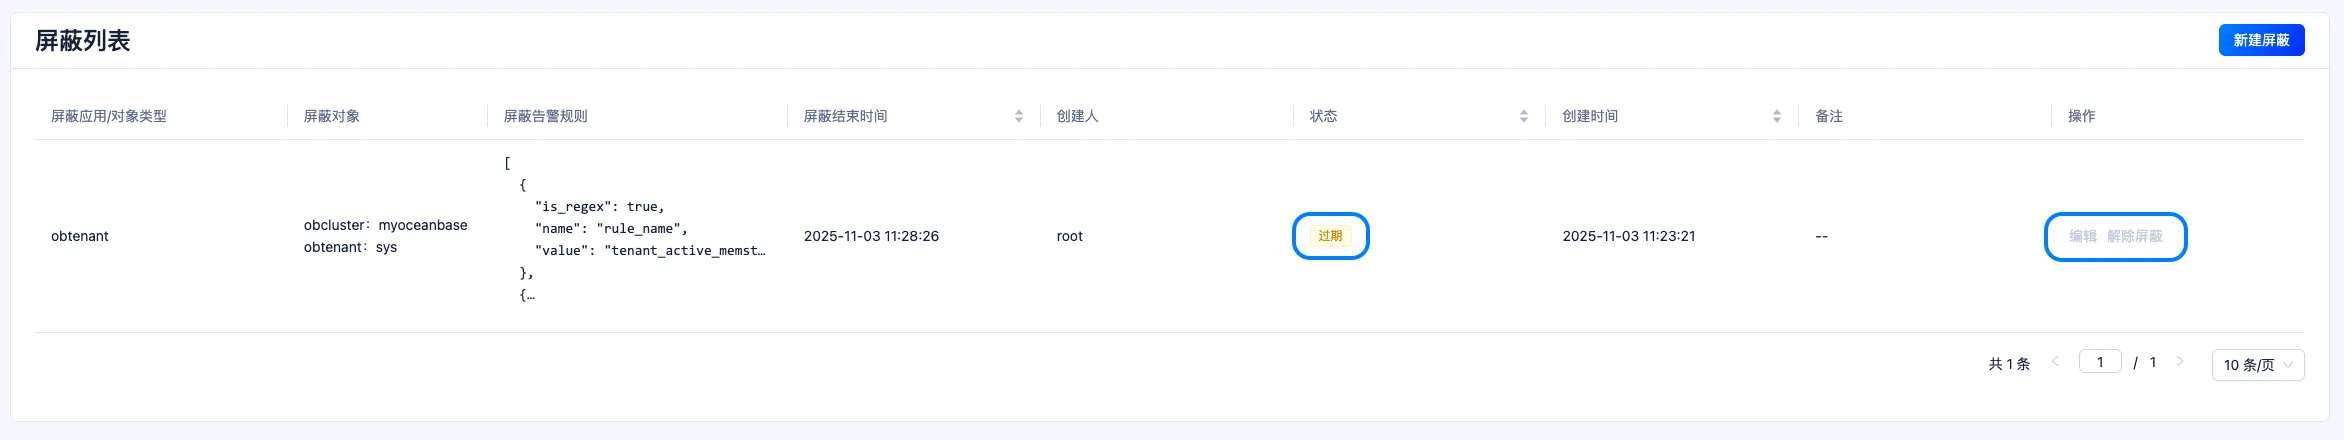 屏蔽列表
新建屏蔽
屏蔽应用/对象类型
屏蔽对象
屏蔽告警规则
屏蔽结束时间
创建人
状态
创建时间
备注
操作
obtenant
obcluster：myoceanbase
obtenant：sys
[
{
"is_regex": true,
"name": "rule_name",
"value": "tenant_active_memst…
},
{…
2025-11-03 11:28:26
root
过期
2025-11-03 11:23:21
--
编辑 解除屏蔽
共 1 条 < 1 / 1 > 10 条/页